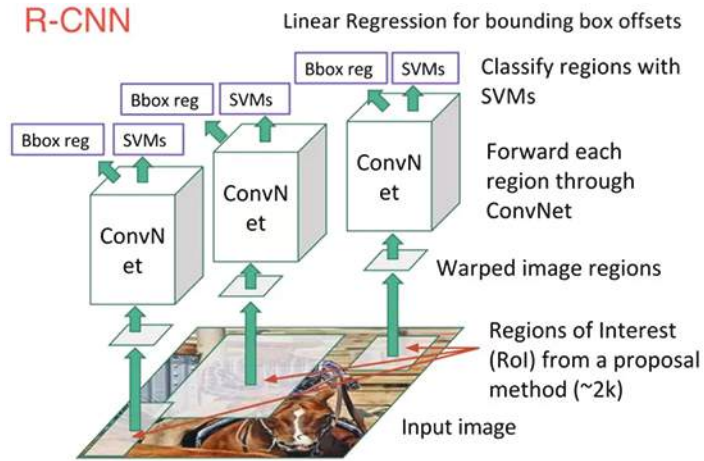 R-CNN
Linear Regression for bounding box offsets
Bbox reg
SVMs
Classify regions with
SVMs
Bbox reg
SVMs
Bbox reg
SVMs
ConvN
et
ConvN
et
ConvN
et
Forward each
region through
ConvNet
Warped image regions
Regions of Interest
(RoI) from a proposal
method (~2k)
Input image